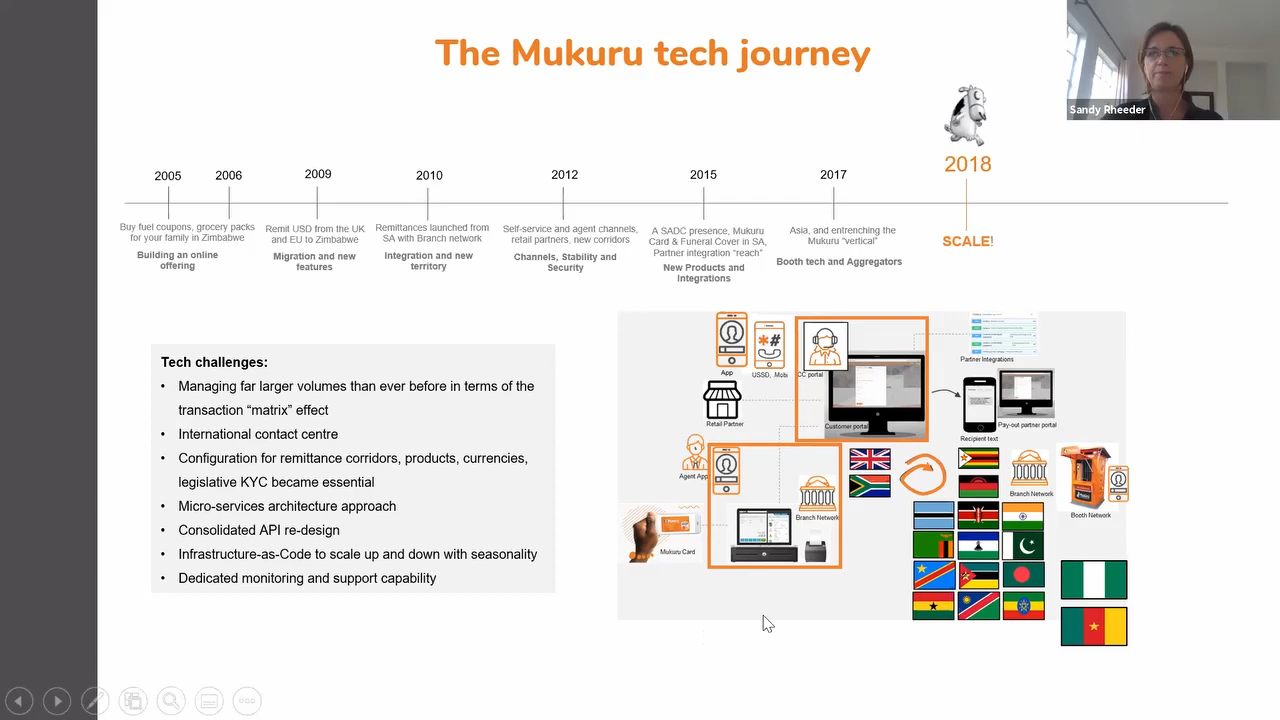 The Mukuru tech journey
Sandy Rheeder
2005
2006
2009
2010
2012
2015
2017
2018
Buy fuel coupons, grocery packs
for your family in Zimbabwe
Building an online
offering
Remit USD from the UK
and EU to Zimbabwe
Migration and new
features
Remittances launched from
SA with Branch network
Integration and new
territory
Self-service and agent channels,
retail partners, new corridors
Channels, Stability and
Security
A SADC presence, Mukuru
Card & Funeral Cover in SA,
Partner integration “reach”
New Products and
Integrations
Asia, and entrenching the
Mukuru “vertical”
Booth tech and Aggregators
SCALE!
Tech challenges:
• Managing far larger volumes than ever before in terms of the
transaction “matrix” effect
• International contact centre
• Configuration for remittance corridors, products, currencies,
legislative KYC became essential
• Micro-services architecture approach
• Consolidated API re-design
• Infrastructure-as-Code to scale up and down with seasonality
• Dedicated monitoring and support capability
App
*#
USSD, .Mobi
CC portal
Customer portal
Partner Integrations
Retail Partner
Recipient text
Pay-out partner portal
Agent App
Branch Network
Branch Network
Booth Network
Mukuru Card